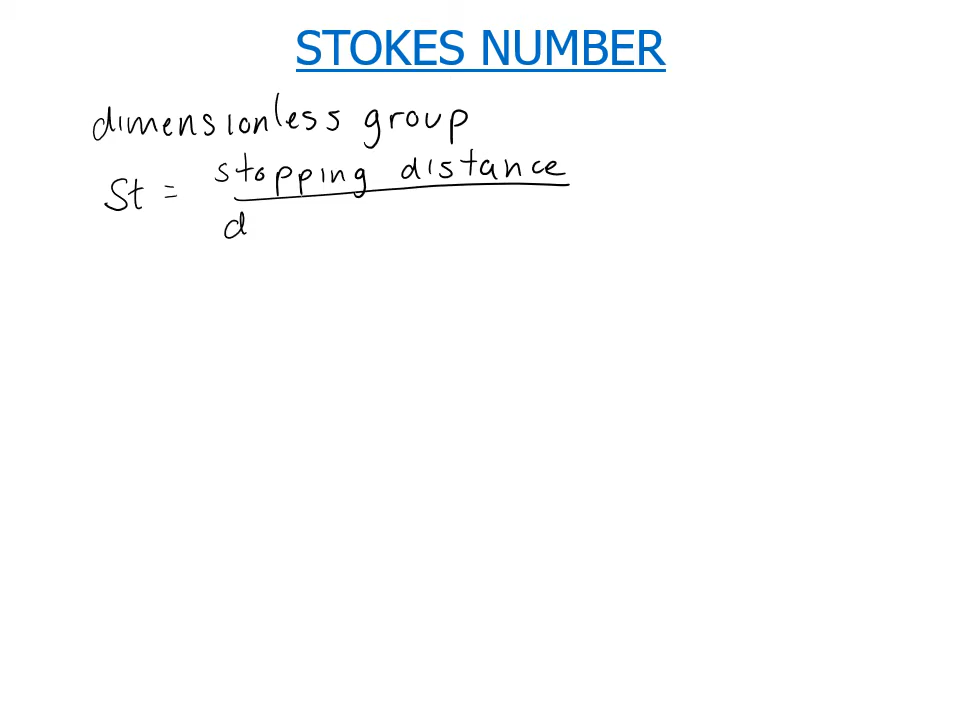 STOKES NUMBER
dimensionless group
St = stopping distance
d